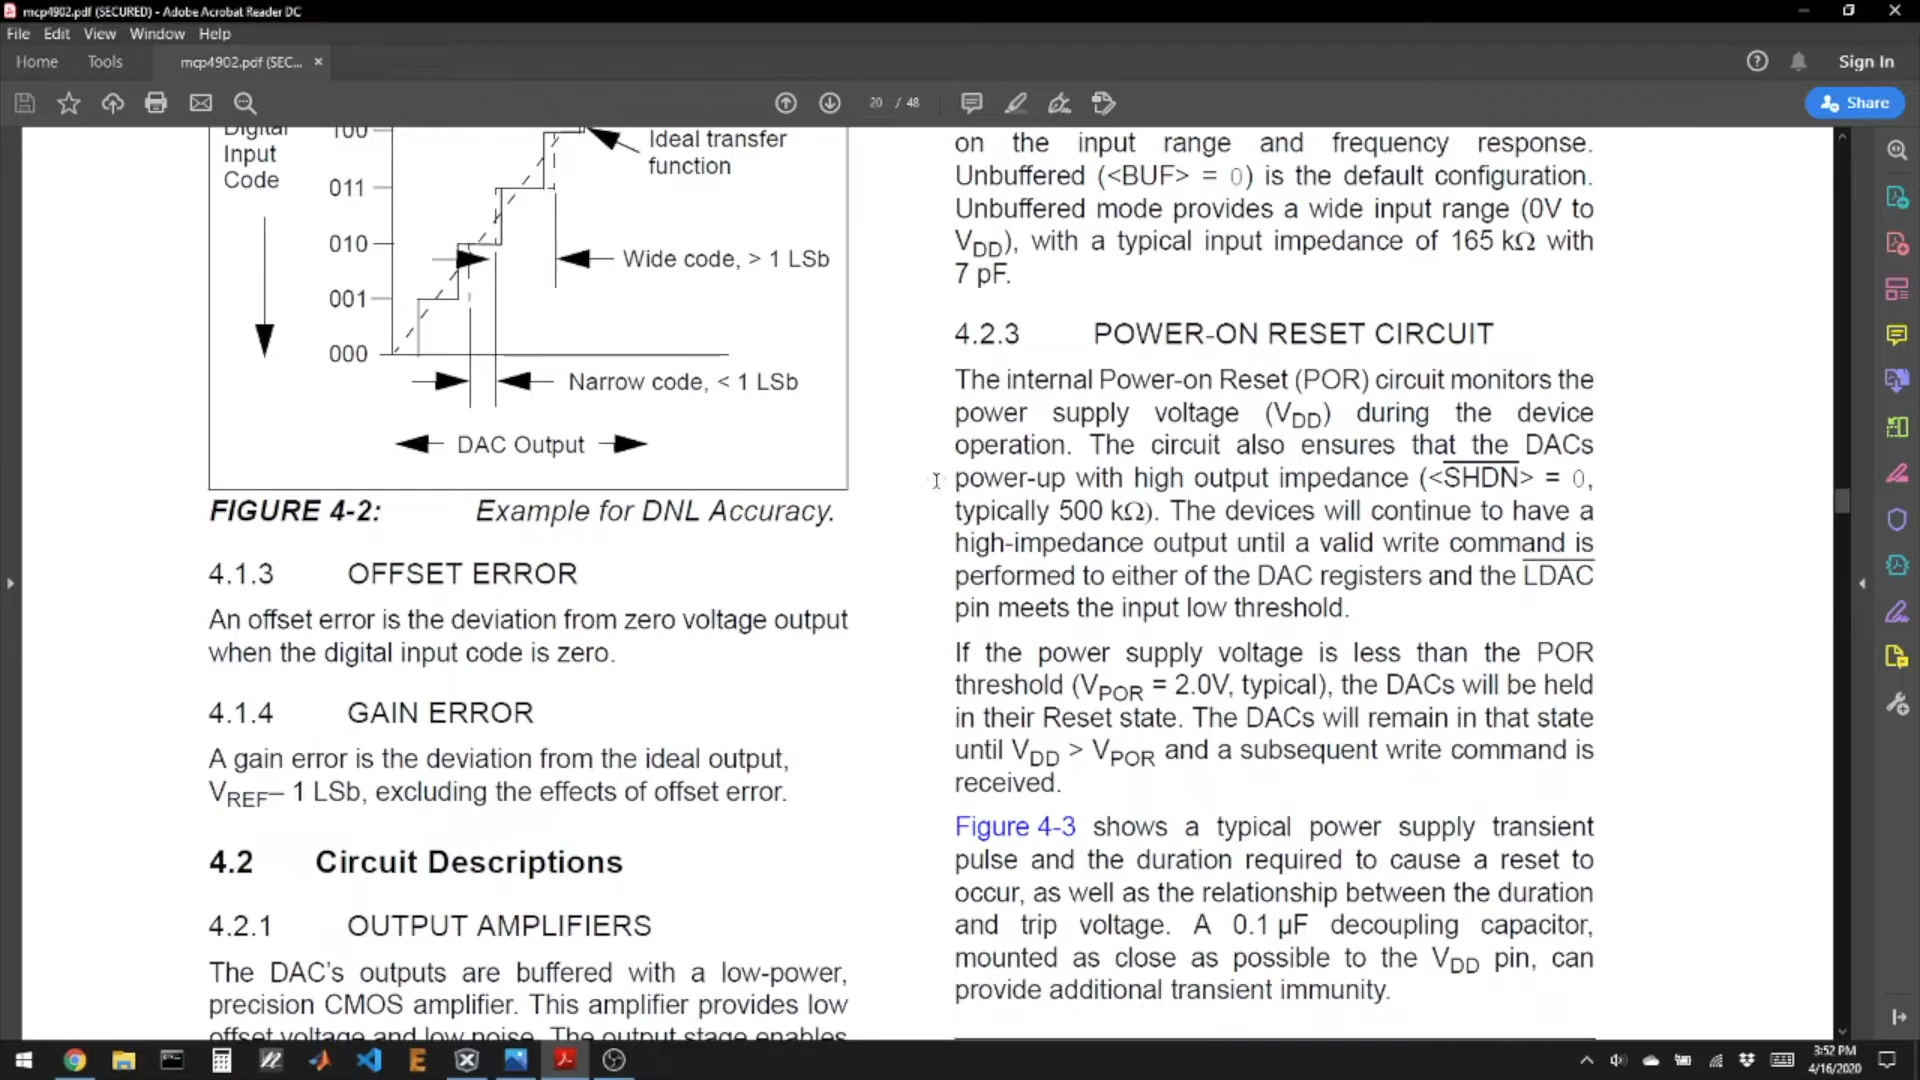 mcp4902.pdf (SECURED) - Adobe Acrobat Reader DC
File Edit View Window Help
Home Tools mcp4902.pdf (SEC... ×
Sign In
20 / 48
Share
Digital
Input
Code
100
011
010
001
000
Ideal transfer
function
Wide code, > 1 LSb
Narrow code, < 1 LSb
DAC Output
FIGURE 4-2: Example for DNL Accuracy.
4.1.3 OFFSET ERROR
An offset error is the deviation from zero voltage output
when the digital input code is zero.
4.1.4 GAIN ERROR
A gain error is the deviation from the ideal output,
VREF– 1 LSb, excluding the effects of offset error.
4.2 Circuit Descriptions
4.2.1 OUTPUT AMPLIFIERS
The DAC's outputs are buffered with a low-power,
precision CMOS amplifier. This amplifier provides low
offset voltage and low noise. The output stage enables
on the input range and frequency response.
Unbuffered (<BUF> = 0) is the default configuration.
Unbuffered mode provides a wide input range (0V to
VDD), with a typical input impedance of 165 kΩ with
7 pF.
4.2.3 POWER-ON RESET CIRCUIT
The internal Power-on Reset (POR) circuit monitors the
power supply voltage (VDD) during the device
operation. The circuit also ensures that the DACs
power-up with high output impedance (<SHDN> = 0,
typically 500 kΩ). The devices will continue to have a
high-impedance output until a valid write command is
performed to either of the DAC registers and the LDAC
pin meets the input low threshold.
If the power supply voltage is less than the POR
threshold (VPOR = 2.0V, typical), the DACs will be held
in their Reset state. The DACs will remain in that state
until VDD > VPOR and a subsequent write command is
received.
Figure 4-3 shows a typical power supply transient
pulse and the duration required to cause a reset to
occur, as well as the relationship between the duration
and trip voltage. A 0.1 µF decoupling capacitor,
mounted as close as possible to the VDD pin, can
provide additional transient immunity.
3:52 PM
4/16/2020